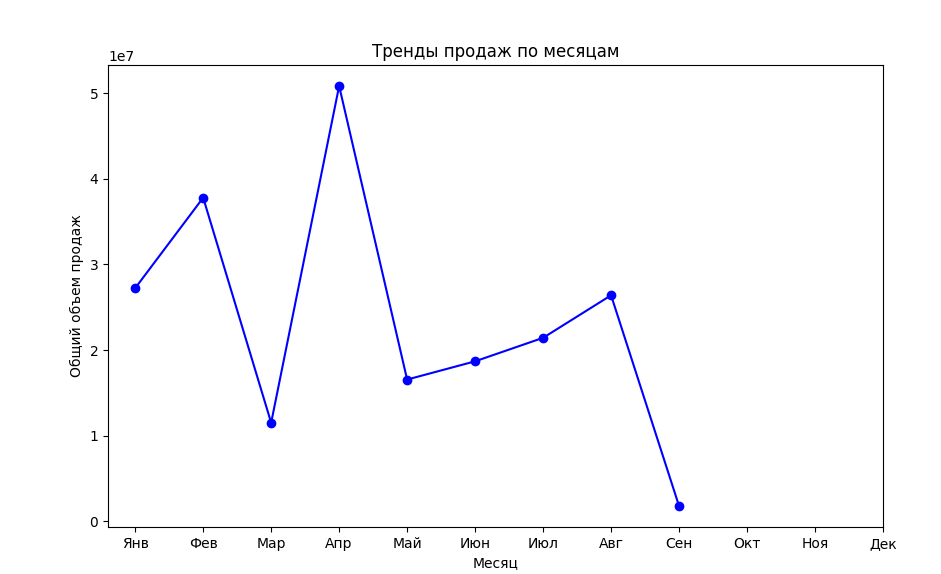 Тренды продаж по месяцам
1e7
5
4
3
2
1
0
Общий объем продаж
Янв Фев Мар Апр Май Июн Июл Авг Сен Окт Ноя Дек
Месяц